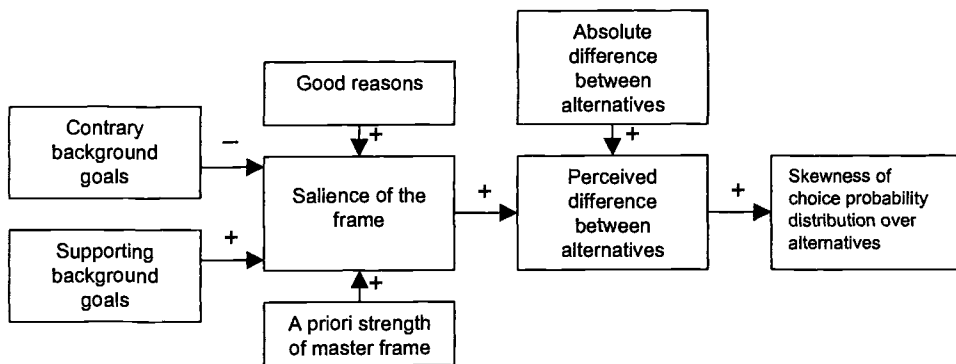 Absolute
difference
between
alternatives
Good reasons
+
+
Contrary
background
goals
–
Salience of the
frame
+
Perceived
difference
between
alternatives
+
Skewness of
choice probability
distribution over
alternatives
Supporting
background
goals
+
+
A priori strength
of master frame